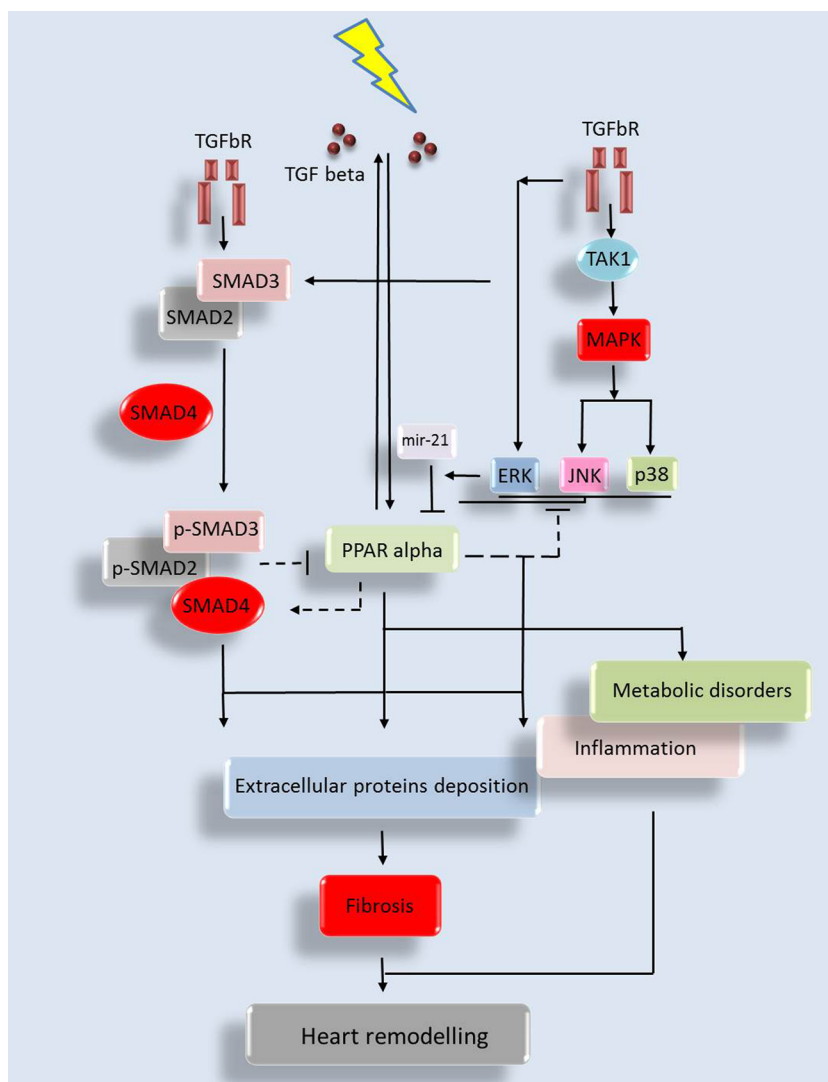 TGFbR
TGF beta
TGFbR
SMAD3
SMAD2
TAK1
MAPK
SMAD4
mir-21
ERK
JNK
p38
p-SMAD3
p-SMAD2
SMAD4
PPAR alpha
Metabolic disorders
Inflammation
Extracellular proteins deposition
Fibrosis
Heart remodelling